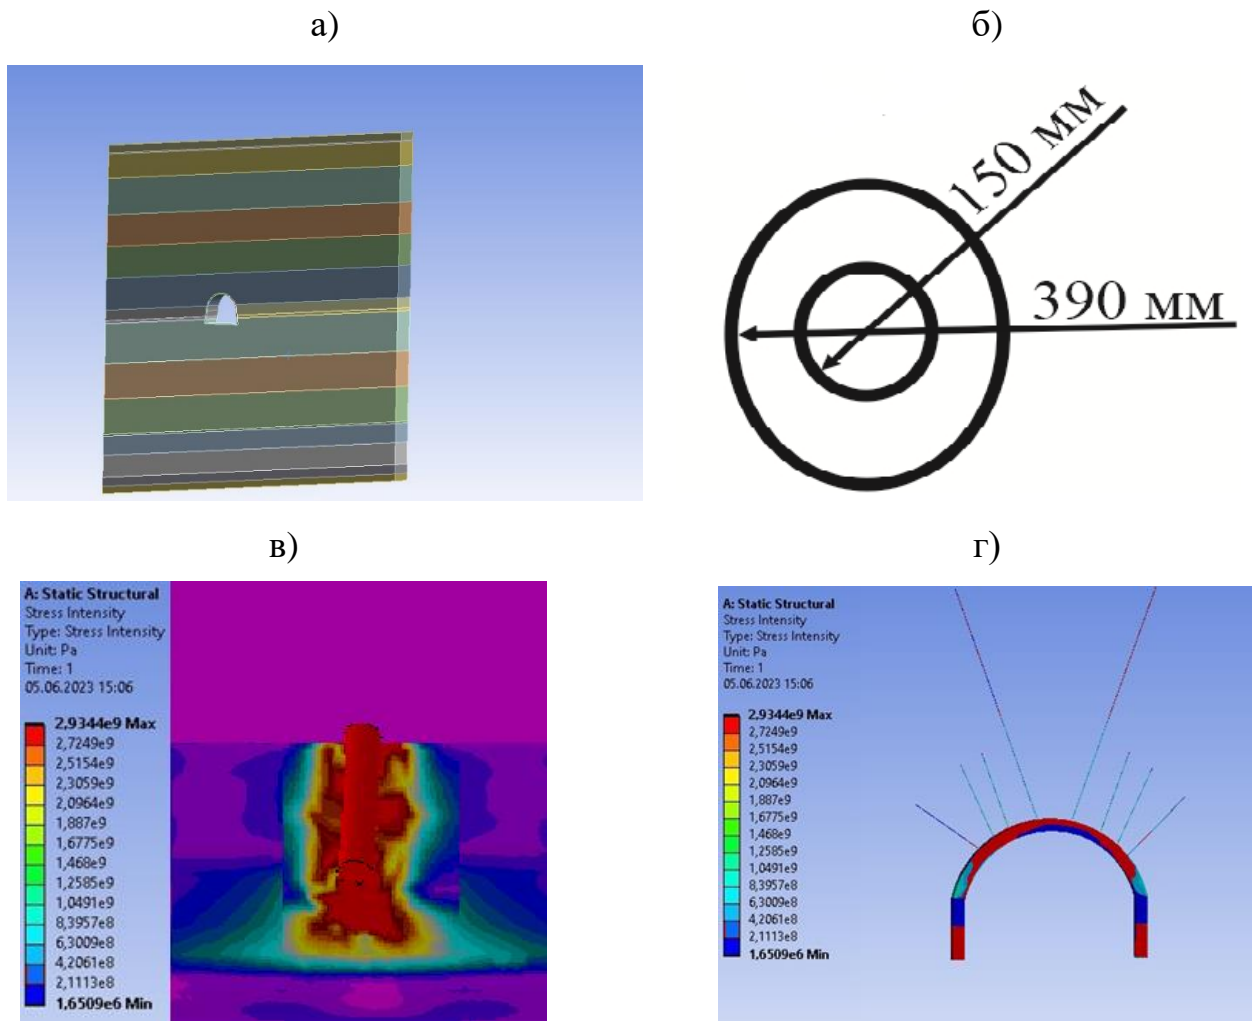 а)
б)
150 мм
390 мм
в)
г)
A: Static Structural
Stress Intensity
Type: Stress Intensity
Unit: Pa
Time: 1
05.06.2023 15:06
2,9344e9 Max
2,7249e9
2,5154e9
2,3059e9
2,0964e9
1,887e9
1,6775e9
1,468e9
1,2585e9
1,0491e9
8,3957e8
6,3009e8
4,2061e8
2,1113e8
1,6509e6 Min
A: Static Structural
Stress Intensity
Type: Stress Intensity
Unit: Pa
Time: 1
05.06.2023 15:06
2,9344e9 Max
2,7249e9
2,5154e9
2,3059e9
2,0964e9
1,887e9
1,6775e9
1,468e9
1,2585e9
1,0491e9
8,3957e8
6,3009e8
4,2061e8
2,1113e8
1,6509e6 Min